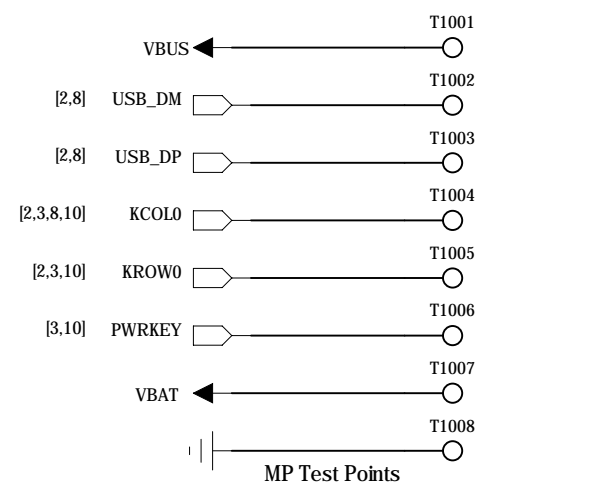 T1001
VBUS
T1002
[2,8] USB_DM
T1003
[2,8] USB_DP
T1004
[2,3,8,10] KCOL0
T1005
[2,3,10] KROW0
T1006
[3,10] PWRKEY
T1007
VBAT
T1008
MP Test Points